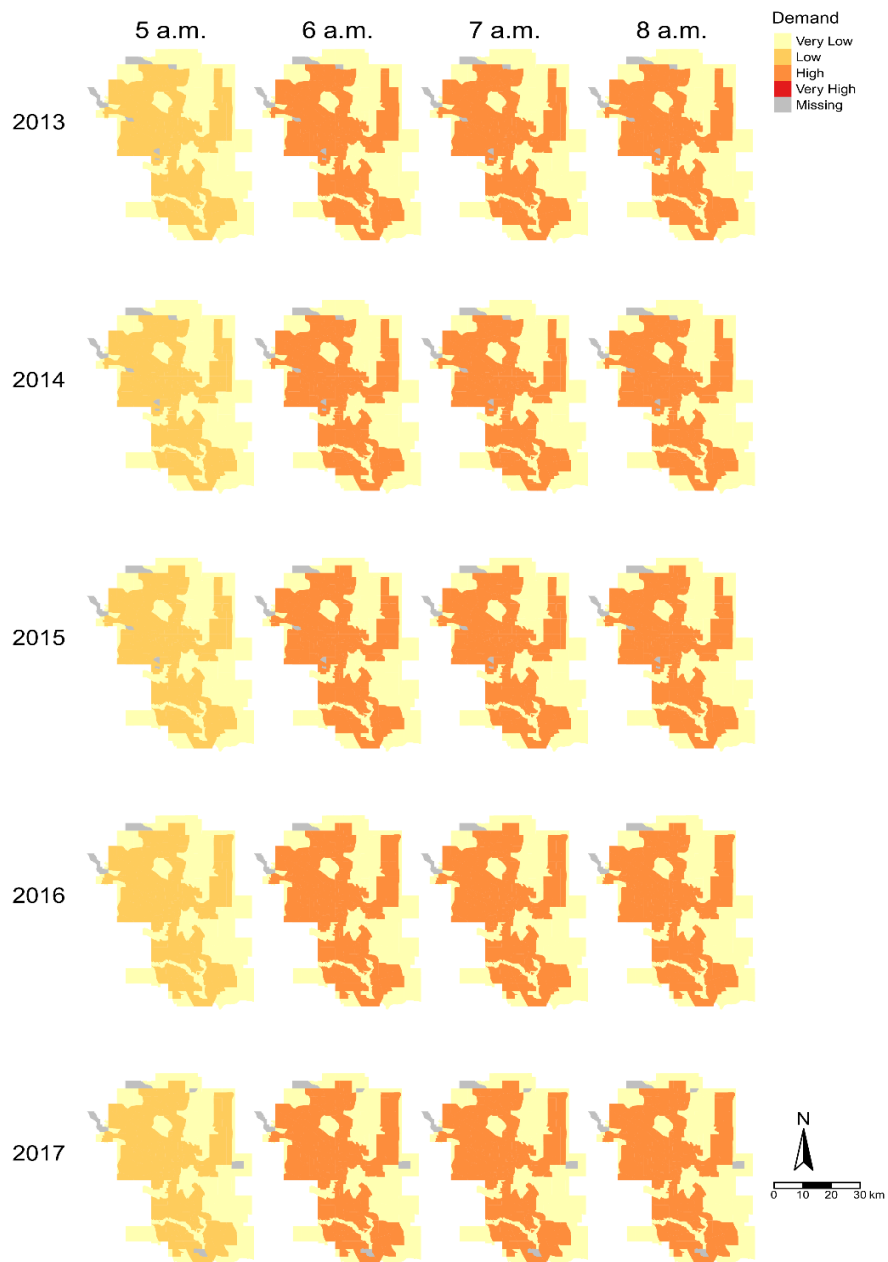 5 a.m. 6 a.m. 7 a.m. 8 a.m.
Demand
Very Low
Low
High
Very High
Missing
2013
2014
2015
2016
2017
N
0 10 20 30 km